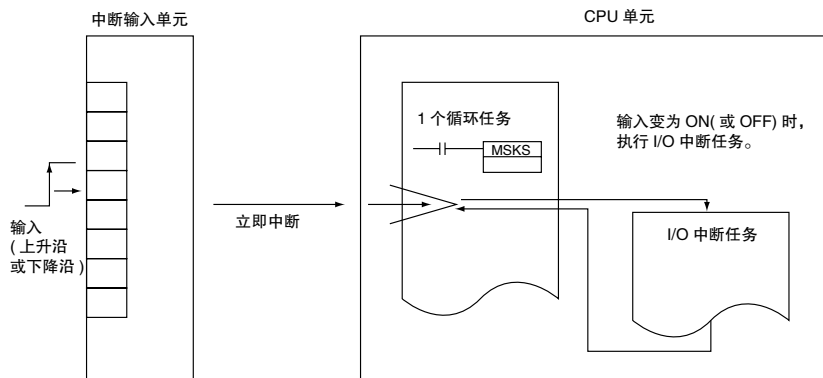 中断输入单元
CPU 单元
1 个循环任务
MSKS
输入变为 ON( 或 OFF) 时，
执行 I/O 中断任务。
输入
( 上升沿
或下降沿 )
立即中断
I/O 中断任务